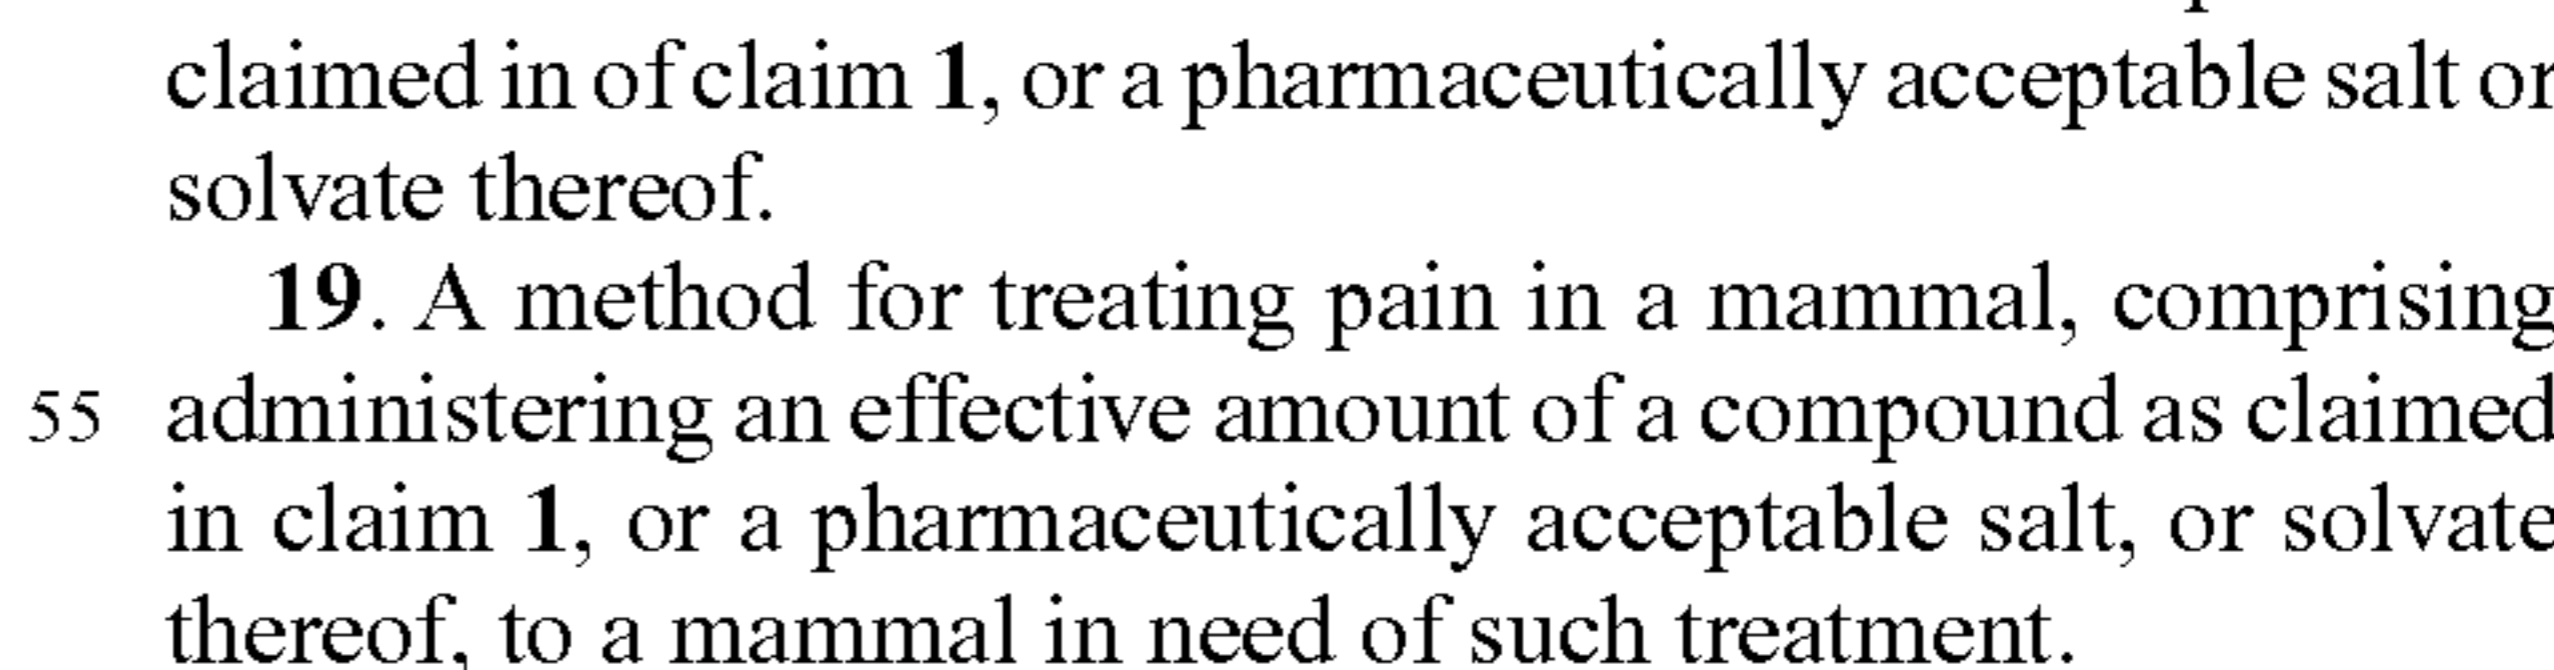 claimed in of claim 1, or a pharmaceutically acceptable salt or
solvate thereof.
19. A method for treating pain in a mammal, comprising
55 administering an effective amount of a compound as claimed
in claim 1, or a pharmaceutically acceptable salt, or solvate
thereof, to a mammal in need of such treatment.